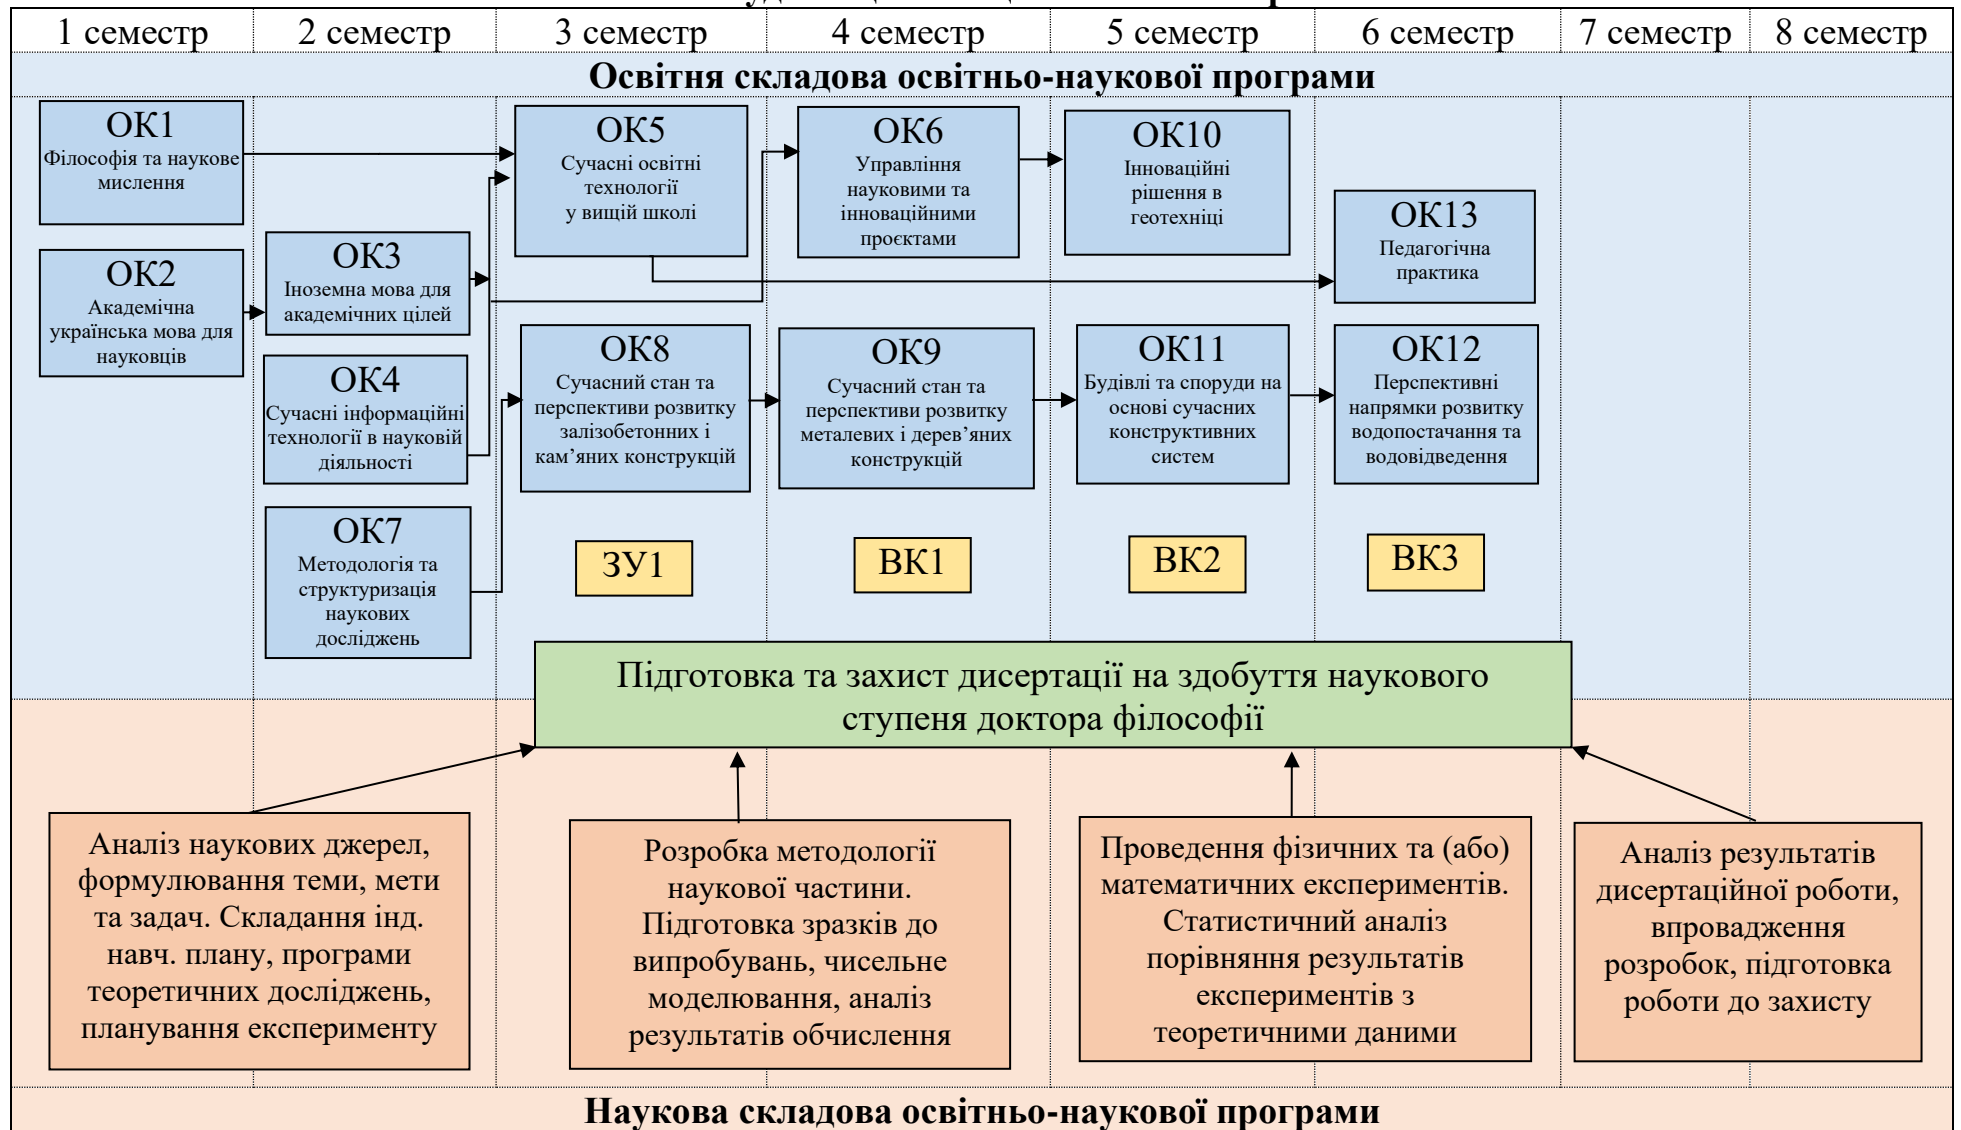 1 семестр
2 семестр
3 семестр
4 семестр
5 семестр
6 семестр
7 семестр
8 семестр
Освітня складова освітньо-наукової програми
ОК1
Філософія та наукове
мислення
ОК2
Академічна
українська мова для
науковців
ОК3
Іноземна мова для
академічних цілей
ОК4
Сучасні інформаційні
технології в науковій
діяльності
ОК7
Методологія та
структуризація
наукових
досліджень
ОК5
Сучасні освітні
технології
у вищій школі
ОК8
Сучасний стан та
перспективи розвитку
залізобетонних і
кам’яних конструкцій
ЗУ1
ОК6
Управління
науковими та
інноваційними
проєктами
ОК9
Сучасний стан та
перспективи розвитку
металевих і дерев’яних
конструкцій
ВК1
ОК10
Інноваційні
рішення в
геотехніці
ОК11
Будівлі та споруди на
основі сучасних
конструктивних
систем
ВК2
ОК13
Педагогічна
практика
ОК12
Перспективні
напрямки розвитку
водопостачання та
водовідведення
ВК3
Підготовка та захист дисертації на здобуття наукового
ступеня доктора філософії
Аналіз наукових джерел,
формулювання теми, мети
та задач. Складання інд.
навч. плану, програми
теоретичних досліджень,
планування експерименту
Розробка методології
наукової частини.
Підготовка зразків до
випробувань, чисельне
моделювання, аналіз
результатів обчислення
Проведення фізичних та (або)
математичних експериментів.
Статистичний аналіз
порівняння результатів
експериментів з
теоретичними даними
Аналіз результатів
дисертаційної роботи,
впровадження
розробок, підготовка
роботи до захисту
Наукова складова освітньо-наукової програми